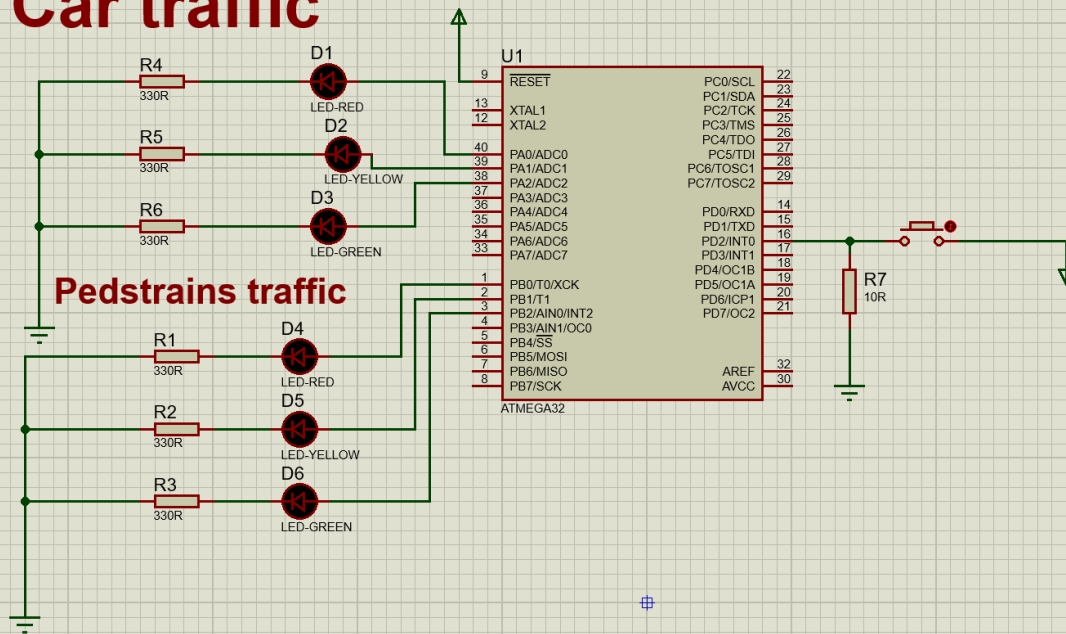 Car traffic
R4
330R
D1
LED-RED
R5
330R
D2
LED-YELLOW
R6
330R
D3
LED-GREEN
Pedstrains traffic
R1
330R
D4
LED-RED
R2
330R
D5
LED-YELLOW
R3
330R
D6
LED-GREEN
U1
9 RESET
13 XTAL1
12 XTAL2
40 PA0/ADC0
39 PA1/ADC1
38 PA2/ADC2
37 PA3/ADC3
36 PA4/ADC4
35 PA5/ADC5
34 PA6/ADC6
33 PA7/ADC7
1 PB0/T0/XCK
2 PB1/T1
3 PB2/AIN0/INT2
4 PB3/AIN1/OC0
5 PB4/SS
6 PB5/MOSI
7 PB6/MISO
8 PB7/SCK
PC0/SCL 22
PC1/SDA 23
PC2/TCK 24
PC3/TMS 25
PC4/TDO 26
PC5/TDI 27
PC6/TOSC1 28
PC7/TOSC2 29
PD0/RXD 14
PD1/TXD 15
PD2/INT0 16
PD3/INT1 17
PD4/OC1B 18
PD5/OC1A 19
PD6/ICP1 20
PD7/OC2 21
AREF 32
AVCC 30
ATMEGA32
R7
10R